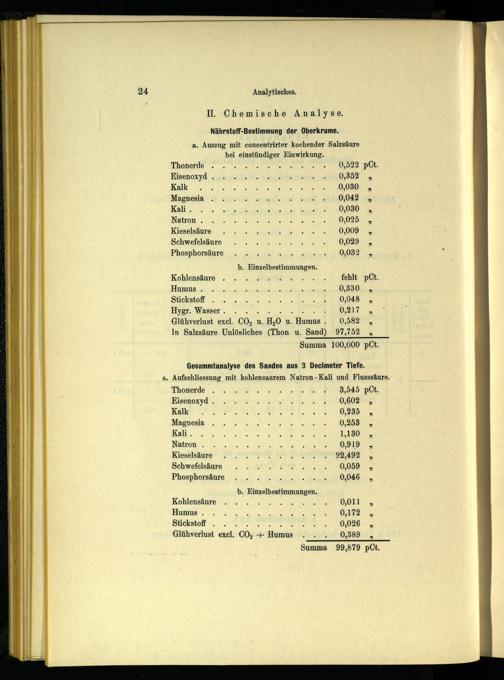 24
Analytisches.
II. Chemische Analyse.
Nährstoff-Bestimmung der Oberkrume.
a. Auszug mit concentrirter kochender Salzsäure
bei einstündiger Einwirkung.
Thonerde . . . . . . . . . . . 0,522 pCt.
Eisenoxyd . . . . . . . . . . . 0,352 „
Kalk . . . . . . . . . . . 0,030 „
Magnesia . . . . . . . . . . . 0,042 „
Kali . . . . . . . . . . . . 0,030 „
Natron . . . . . . . . . . . . 0,025 „
Kieselsäure . . . . . . . . . . 0,009 „
Schwefelsäure . . . . . . . . . 0,029 „
Phosphorsäure . . . . . . . . . 0,032 „
b. Einzelbestimmungen.
Kohlensäure . . . . . . . . . . fehlt pCt.
Humus . . . . . . . . . . . . 0,330 „
Stickstoff . . . . . . . . . . . 0,048 „
Hygr. Wasser . . . . . . . . . . 0,217 „
Glühverlust excl. CO₂ u. H₂O u. Humus . 0,582 „
In Salzsäure Unlösliches (Thon u. Sand) 97,752 „
Summa 100,000 pCt.
Gesammtanalyse des Sandes aus 3 Decimeter Tiefe.
a. Aufschliessung mit kohlensaurem Natron-Kali und Flusssäure.
Thonerde . . . . . . . . . . . 3,545 pCt.
Eisenoxyd . . . . . . . . . . . 0,602 „
Kalk . . . . . . . . . . . 0,235 „
Magnesia . . . . . . . . . . . 0,253 „
Kali . . . . . . . . . . . . 1,130 „
Natron . . . . . . . . . . . . 0,919 „
Kieselsäure . . . . . . . . . . 92,492 „
Schwefelsäure . . . . . . . . . 0,059 „
Phosphorsäure . . . . . . . . . 0,046 „
b. Einzelbestimmungen.
Kohlensäure . . . . . . . . . . 0,011 „
Humus . . . . . . . . . . . . 0,172 „
Stickstoff . . . . . . . . . . . 0,026 „
Glühverlust excl. CO₂ + Humus . . . 0,389 „
Summa 99,879 pCt.